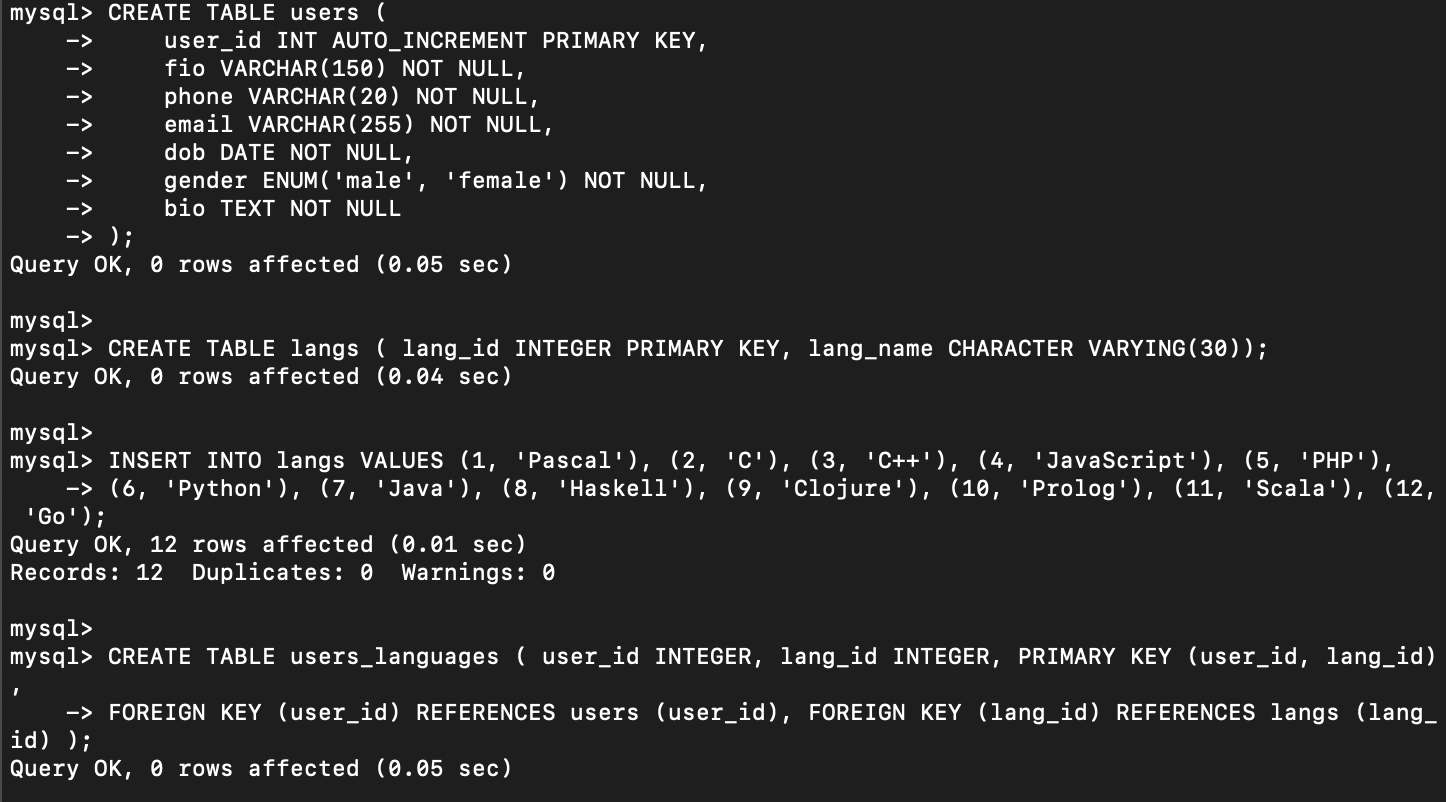 mysql> CREATE TABLE users (
    -> user_id INT AUTO_INCREMENT PRIMARY KEY,
    -> fio VARCHAR(150) NOT NULL,
    -> phone VARCHAR(20) NOT NULL,
    -> email VARCHAR(255) NOT NULL,
    -> dob DATE NOT NULL,
    -> gender ENUM('male', 'female') NOT NULL,
    -> bio TEXT NOT NULL
    -> );
Query OK, 0 rows affected (0.05 sec)
mysql>
mysql> CREATE TABLE langs ( lang_id INTEGER PRIMARY KEY, lang_name CHARACTER VARYING(30));
Query OK, 0 rows affected (0.04 sec)
mysql>
mysql> INSERT INTO langs VALUES (1, 'Pascal'), (2, 'C'), (3, 'C++'), (4, 'JavaScript'), (5, 'PHP'),
    -> (6, 'Python'), (7, 'Java'), (8, 'Haskell'), (9, 'Clojure'), (10, 'Prolog'), (11, 'Scala'), (12,
 'Go');
Query OK, 12 rows affected (0.01 sec)
Records: 12  Duplicates: 0  Warnings: 0
mysql>
mysql> CREATE TABLE users_languages ( user_id INTEGER, lang_id INTEGER, PRIMARY KEY (user_id, lang_id)
,
    -> FOREIGN KEY (user_id) REFERENCES users (user_id), FOREIGN KEY (lang_id) REFERENCES langs (lang_
id) );
Query OK, 0 rows affected (0.05 sec)